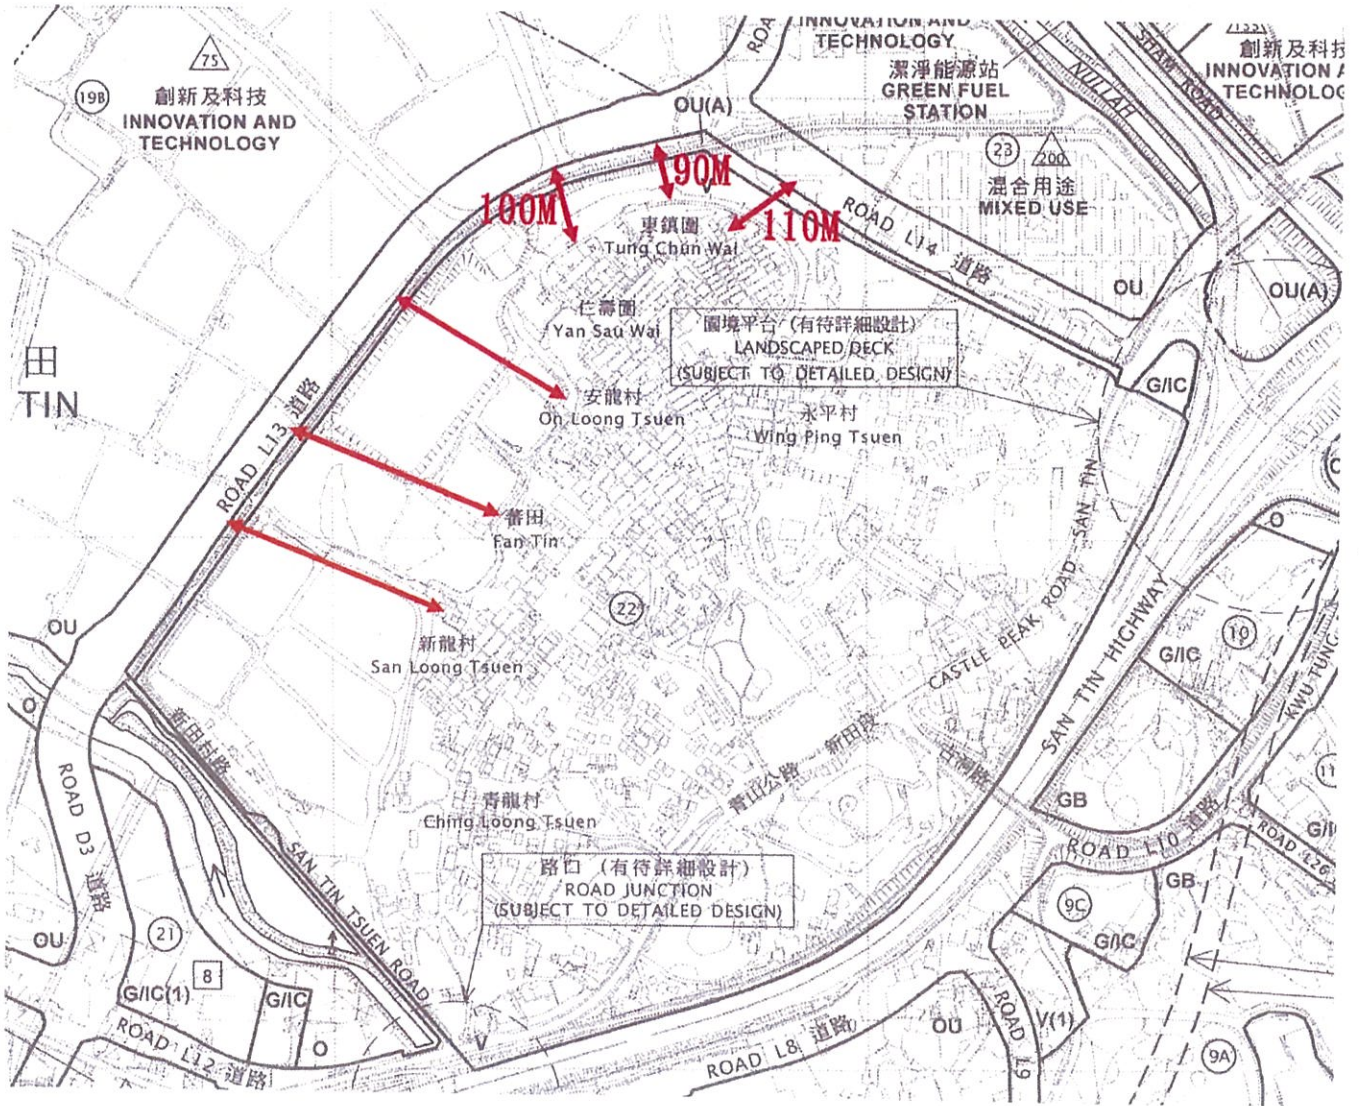 INNOVATION AND
TECHNOLOGY
創新及科技
INNOVATION A
TECHNOLOG
SHAM ROAD
NULLAH
潔淨能源站
GREEN FUEL
STATION
75
19B
創新及科技
INNOVATION AND
TECHNOLOGY
OU(A)
23
200
混合用途
MIXED USE
90M
100M
110M
V
東鎮圍
Tung Chun Wai
ROAD L14 道路
OU
OU(A)
仁壽圍
Yan Sau Wai
園境平台 (有待詳細設計)
LANDSCAPED DECK
(SUBJECT TO DETAILED DESIGN)
G/IC
田
TIN
安龍村
On Loong Tsuen
永平村
Wing Ping Tsuen
ROAD L13 道路
蕃田
Fan Tin
CASTLE PEAK ROAD SAN TIN
O
22
SAN TIN HIGHWAY
10
G/IC
KWU TUNG
OU
新龍村
San Loong Tsuen
O
新田村路
SAN TIN TSUEN ROAD
青山公路 新田段
古洞路
ROAD D3 道路
青龍村
Ching Loong Tsuen
GB
ROAD L10 道路
11
ROAD L26
路口 (有待詳細設計)
ROAD JUNCTION
(SUBJECT TO DETAILED DESIGN)
GB
9C
G/IC
OU
21
8
G/IC(1)
G/IC
O
ROAD L12 道路
V
ROAD L8 道路
OU
ROAD L9
V(1)
9A